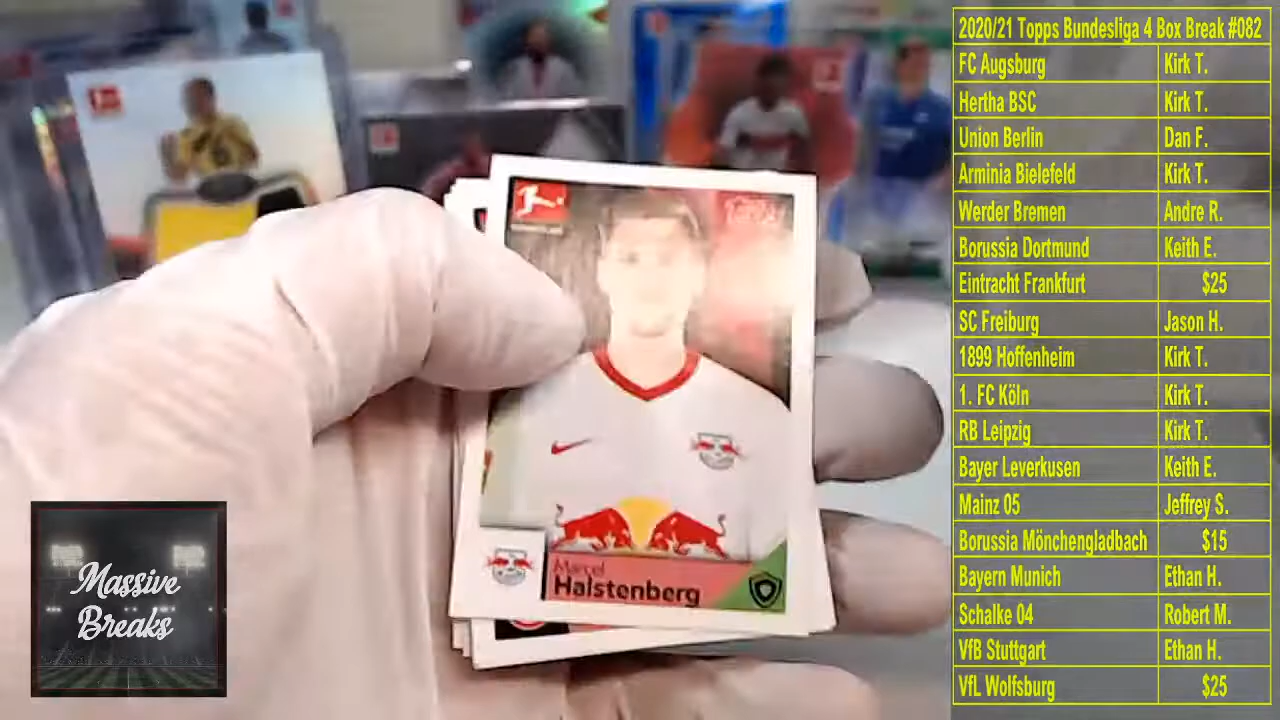 2020/21 Topps Bundesliga 4 Box Break #082
FC Augsburg Kirk T.
Hertha BSC Kirk T.
Union Berlin Dan F.
Arminia Bielefeld Kirk T.
Werder Bremen Andre R.
Borussia Dortmund Keith E.
Eintracht Frankfurt $25
SC Freiburg Jason H.
1899 Hoffenheim Kirk T.
1. FC Köln Kirk T.
RB Leipzig Kirk T.
Bayer Leverkusen Keith E.
Mainz 05 Jeffrey S.
Borussia Mönchengladbach $15
Bayern Munich Ethan H.
Schalke 04 Robert M.
VfB Stuttgart Ethan H.
VfL Wolfsburg $25
Topps
Marcel
Halstenberg
Massive
Breaks